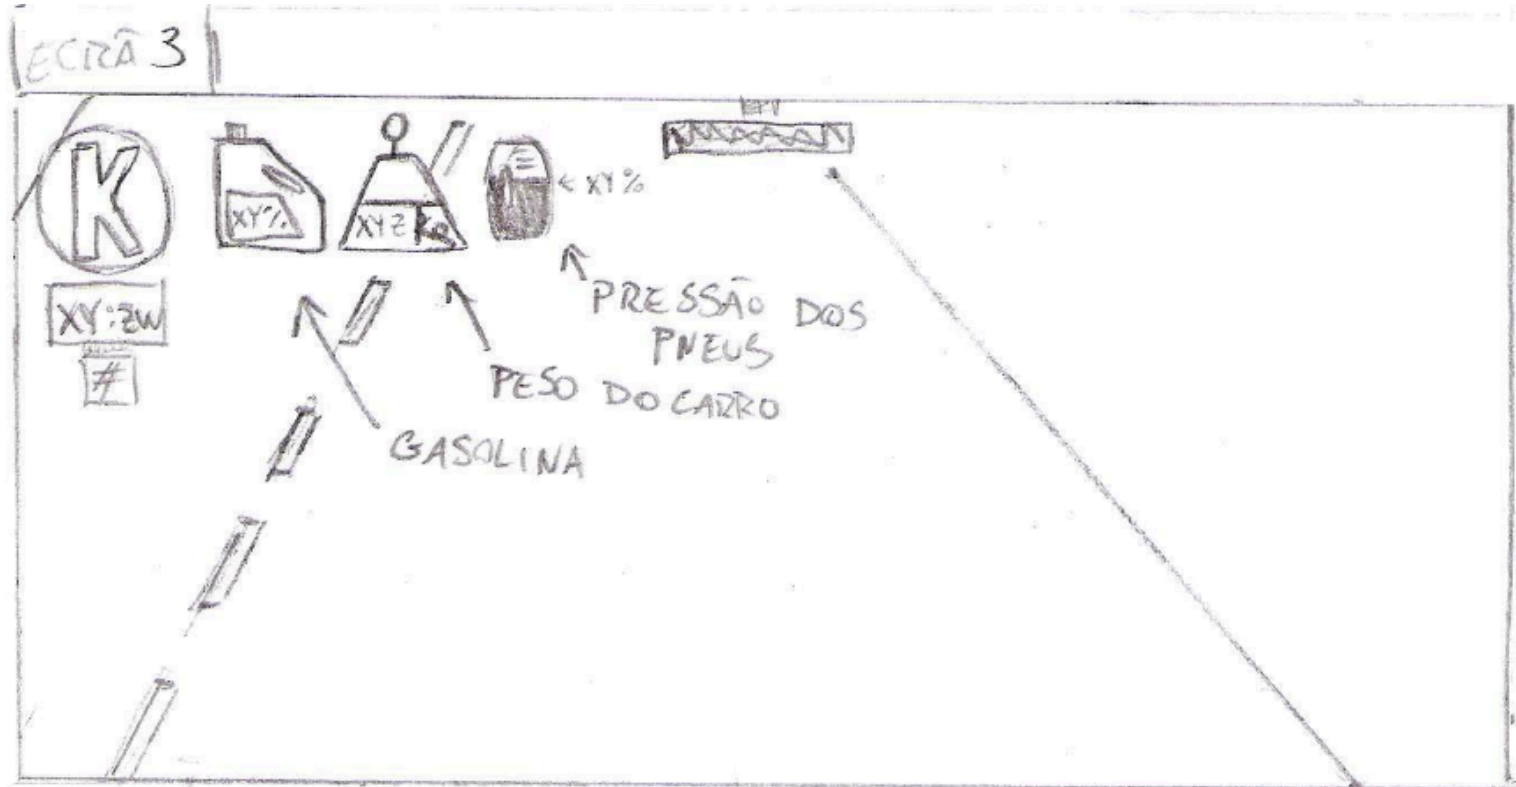 ECRÃ 3
K
XY%
XYZ Kg
← XY%
XY:ZW
#
PRESSÃO DOS
PNEUS
PESO DO CARRO
GASOLINA